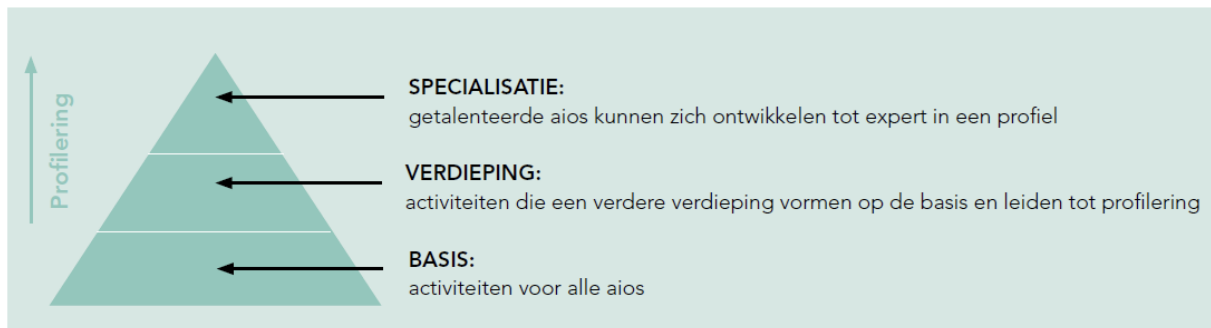 Profilering
SPECIALISATIE:
getalenteerde aios kunnen zich ontwikkelen tot expert in een profiel
VERDIEPING:
activiteiten die een verdere verdieping vormen op de basis en leiden tot profilering
BASIS:
activiteiten voor alle aios